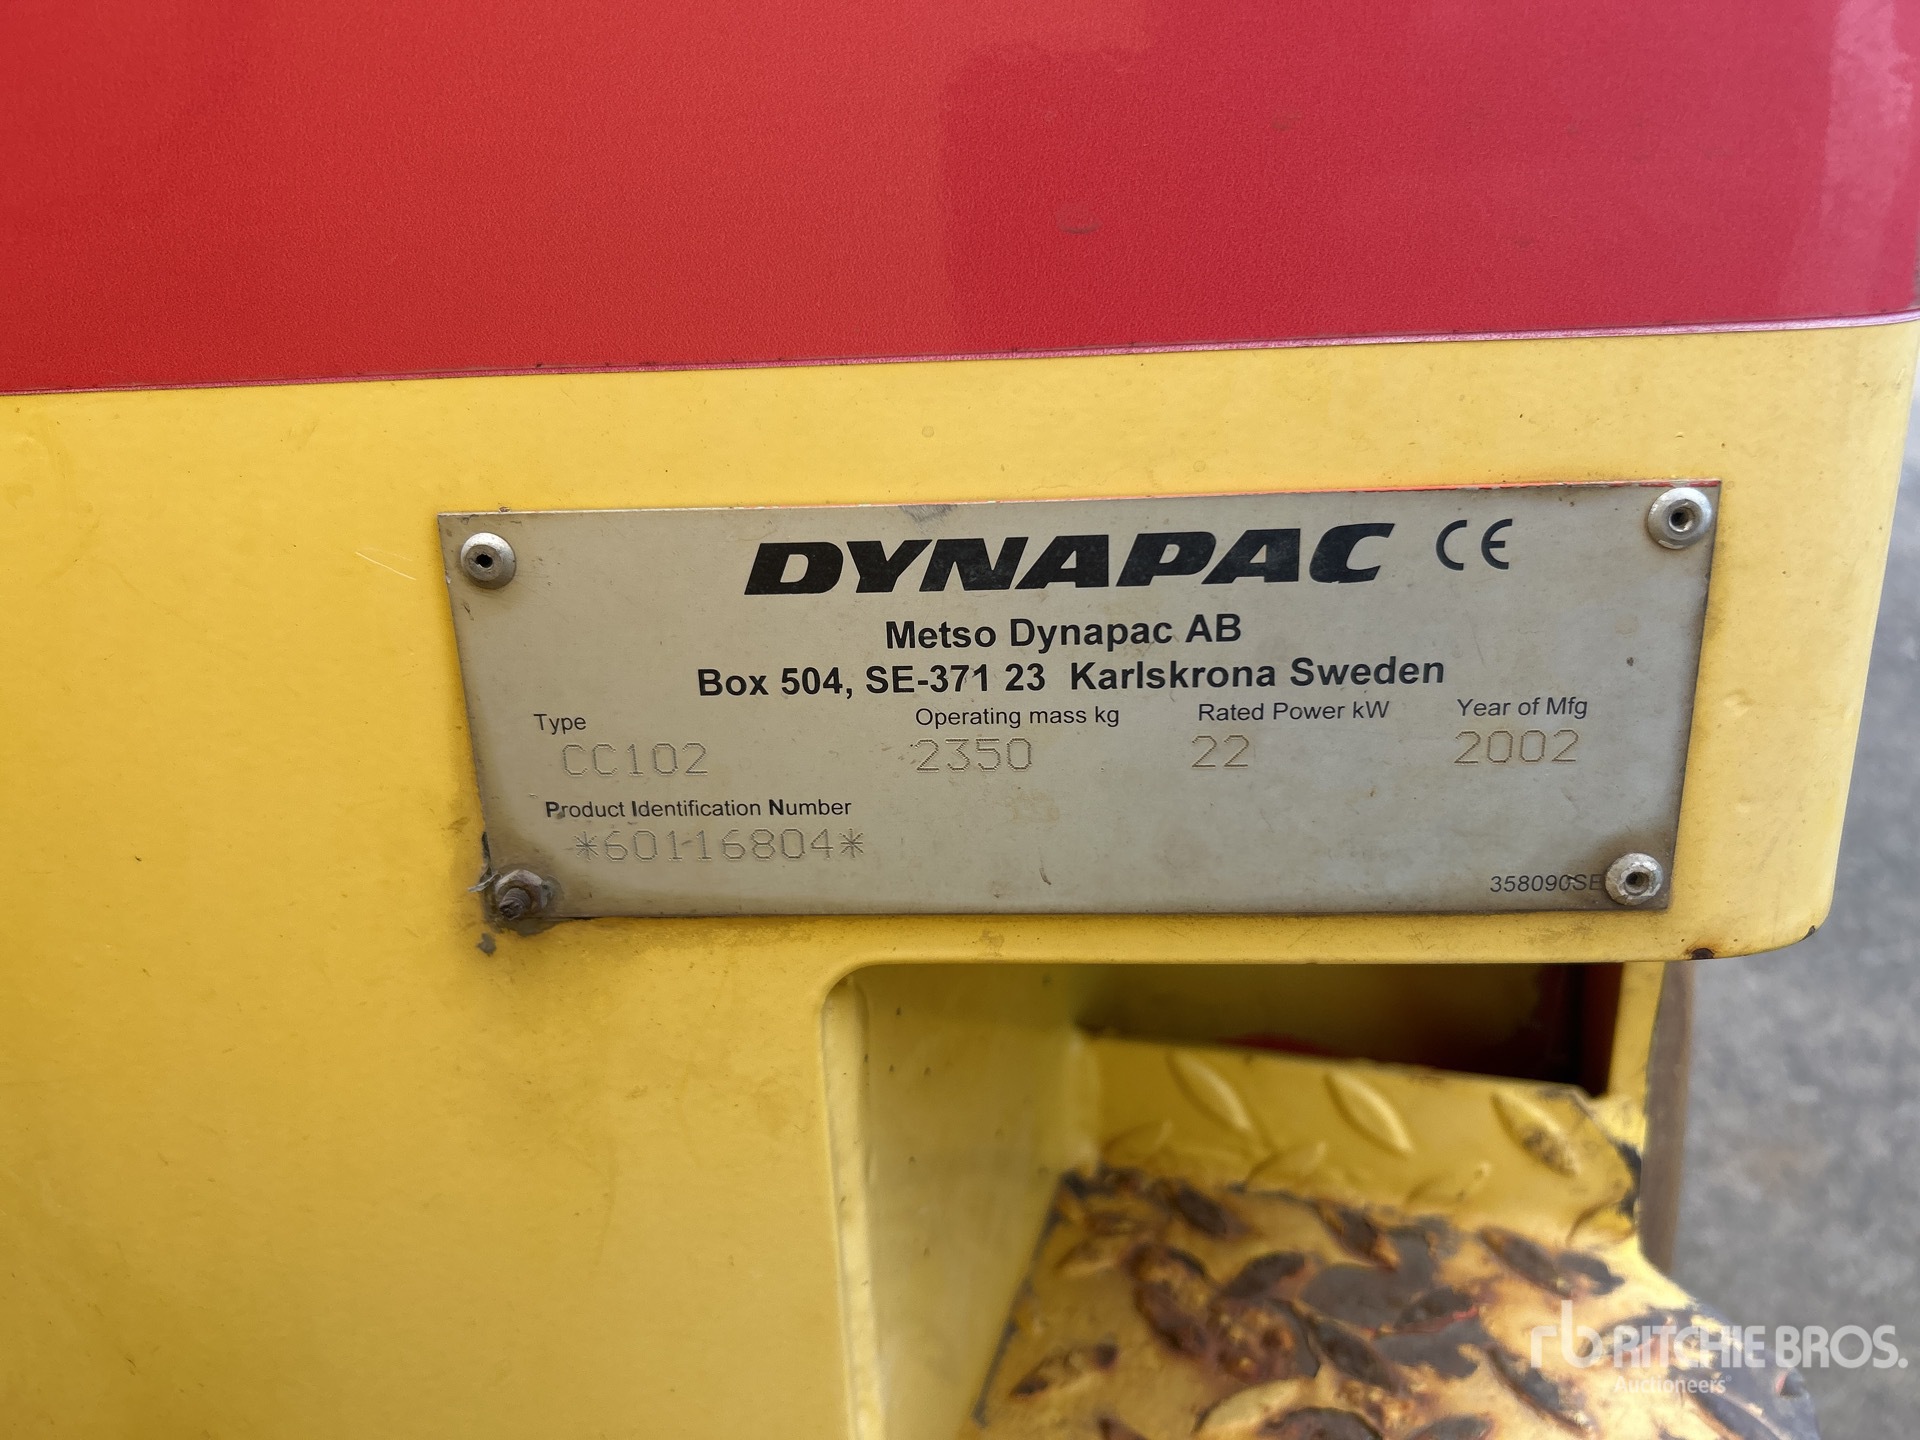 DYNAPAC CE
Metso Dynapac AB
Box 504, SE-371 23 Karlskrona Sweden
Type Operating mass kg Rated Power kW Year of Mfg
CC102 2350 22 2002
Product Identification Number
*60116804*
358090SE
rb RITCHIE BROS.
Auctioneers